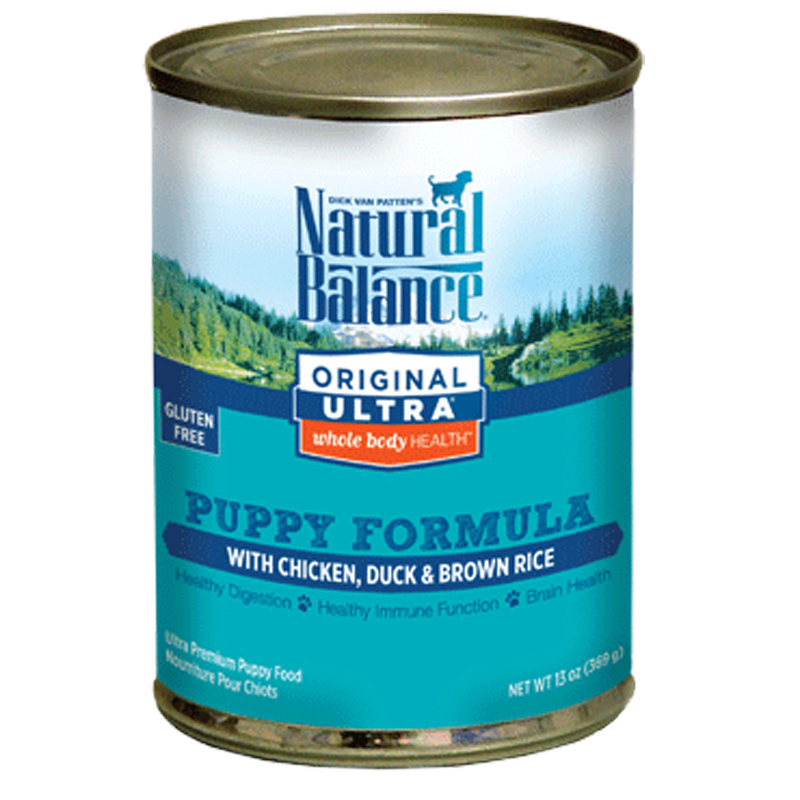 DICK VAN PATTEN'S
Natural
Balance®
ORIGINAL
ULTRA®
whole body HEALTH™
GLUTEN
FREE
PUPPY FORMULA
WITH CHICKEN, DUCK & BROWN RICE
Healthy Digestion Healthy Immune Function Brain Health
Ultra Premium Puppy Food
Nourriture Pour Chiots
NET WT 13 oz (369 g)